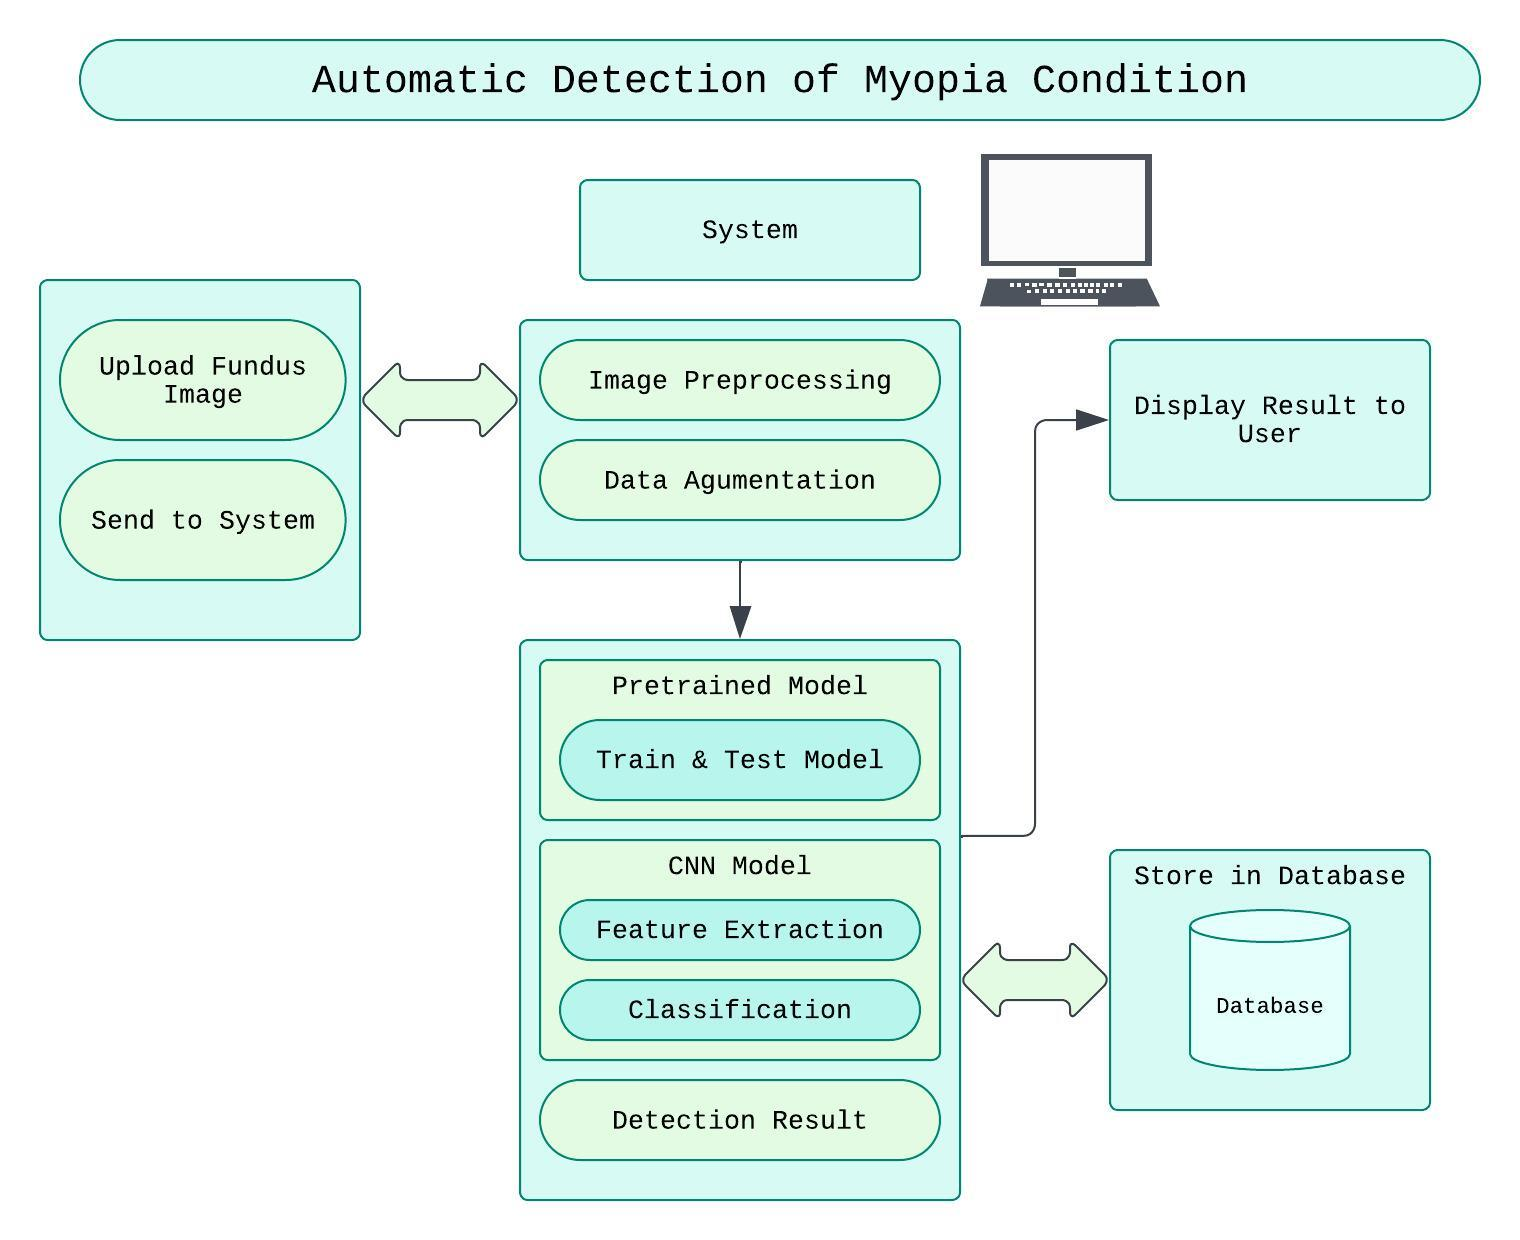 Automatic Detection of Myopia Condition
System
Upload Fundus
Image
Send to System
Image Preprocessing
Data Agumentation
Display Result to
User
Pretrained Model
Train & Test Model
CNN Model
Feature Extraction
Classification
Detection Result
Store in Database
Database